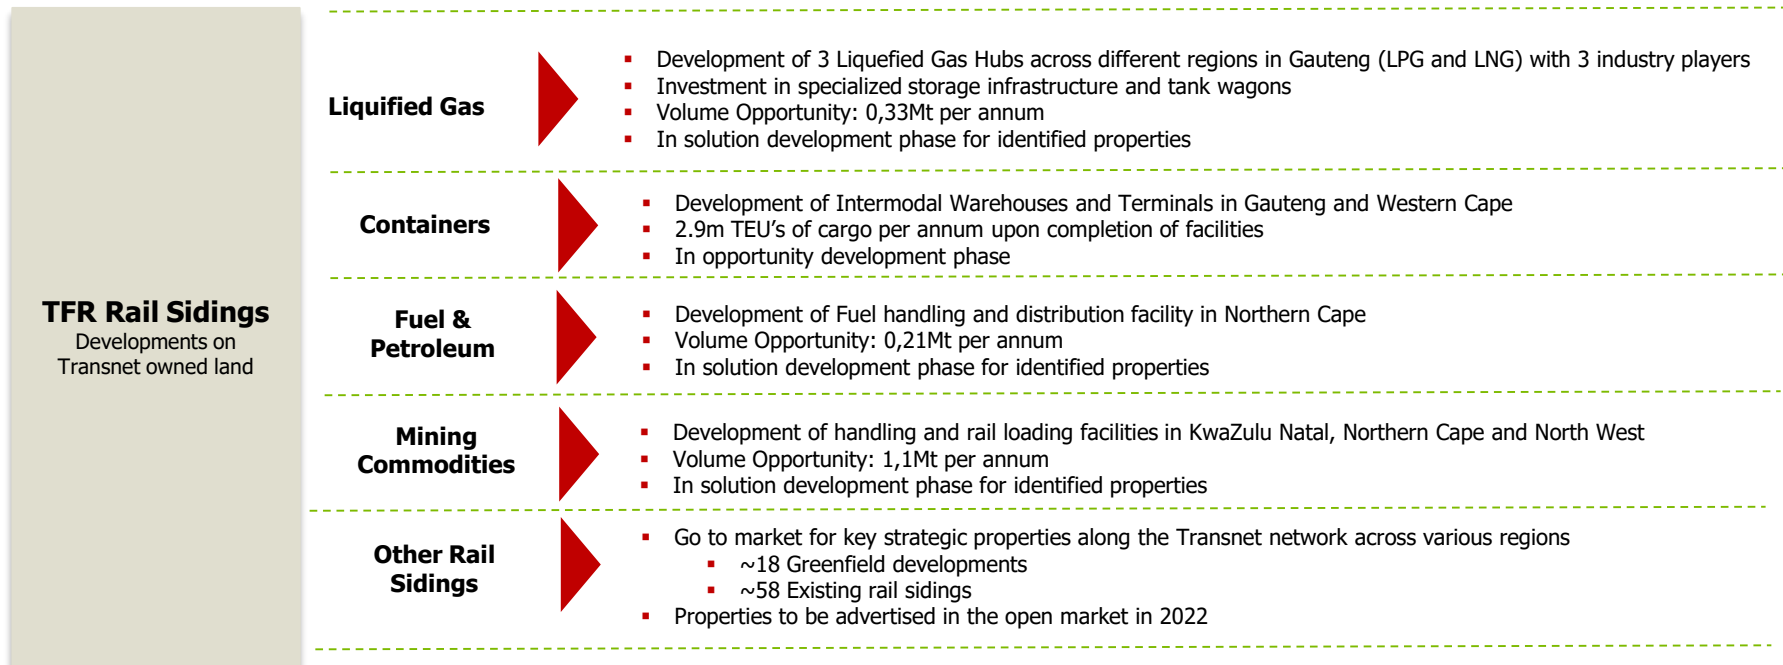 TFR Rail Sidings
Developments on
Transnet owned land
Liquified Gas
▪ Development of 3 Liquefied Gas Hubs across different regions in Gauteng (LPG and LNG) with 3 industry players
▪ Investment in specialized storage infrastructure and tank wagons
▪ Volume Opportunity: 0,33Mt per annum
▪ In solution development phase for identified properties
Containers
▪ Development of Intermodal Warehouses and Terminals in Gauteng and Western Cape
▪ 2.9m TEU’s of cargo per annum upon completion of facilities
▪ In opportunity development phase
Fuel &
Petroleum
▪ Development of Fuel handling and distribution facility in Northern Cape
▪ Volume Opportunity: 0,21Mt per annum
▪ In solution development phase for identified properties
Mining
Commodities
▪ Development of handling and rail loading facilities in KwaZulu Natal, Northern Cape and North West
▪ Volume Opportunity: 1,1Mt per annum
▪ In solution development phase for identified properties
Other Rail
Sidings
▪ Go to market for key strategic properties along the Transnet network across various regions
▪ ~18 Greenfield developments
▪ ~58 Existing rail sidings
▪ Properties to be advertised in the open market in 2022